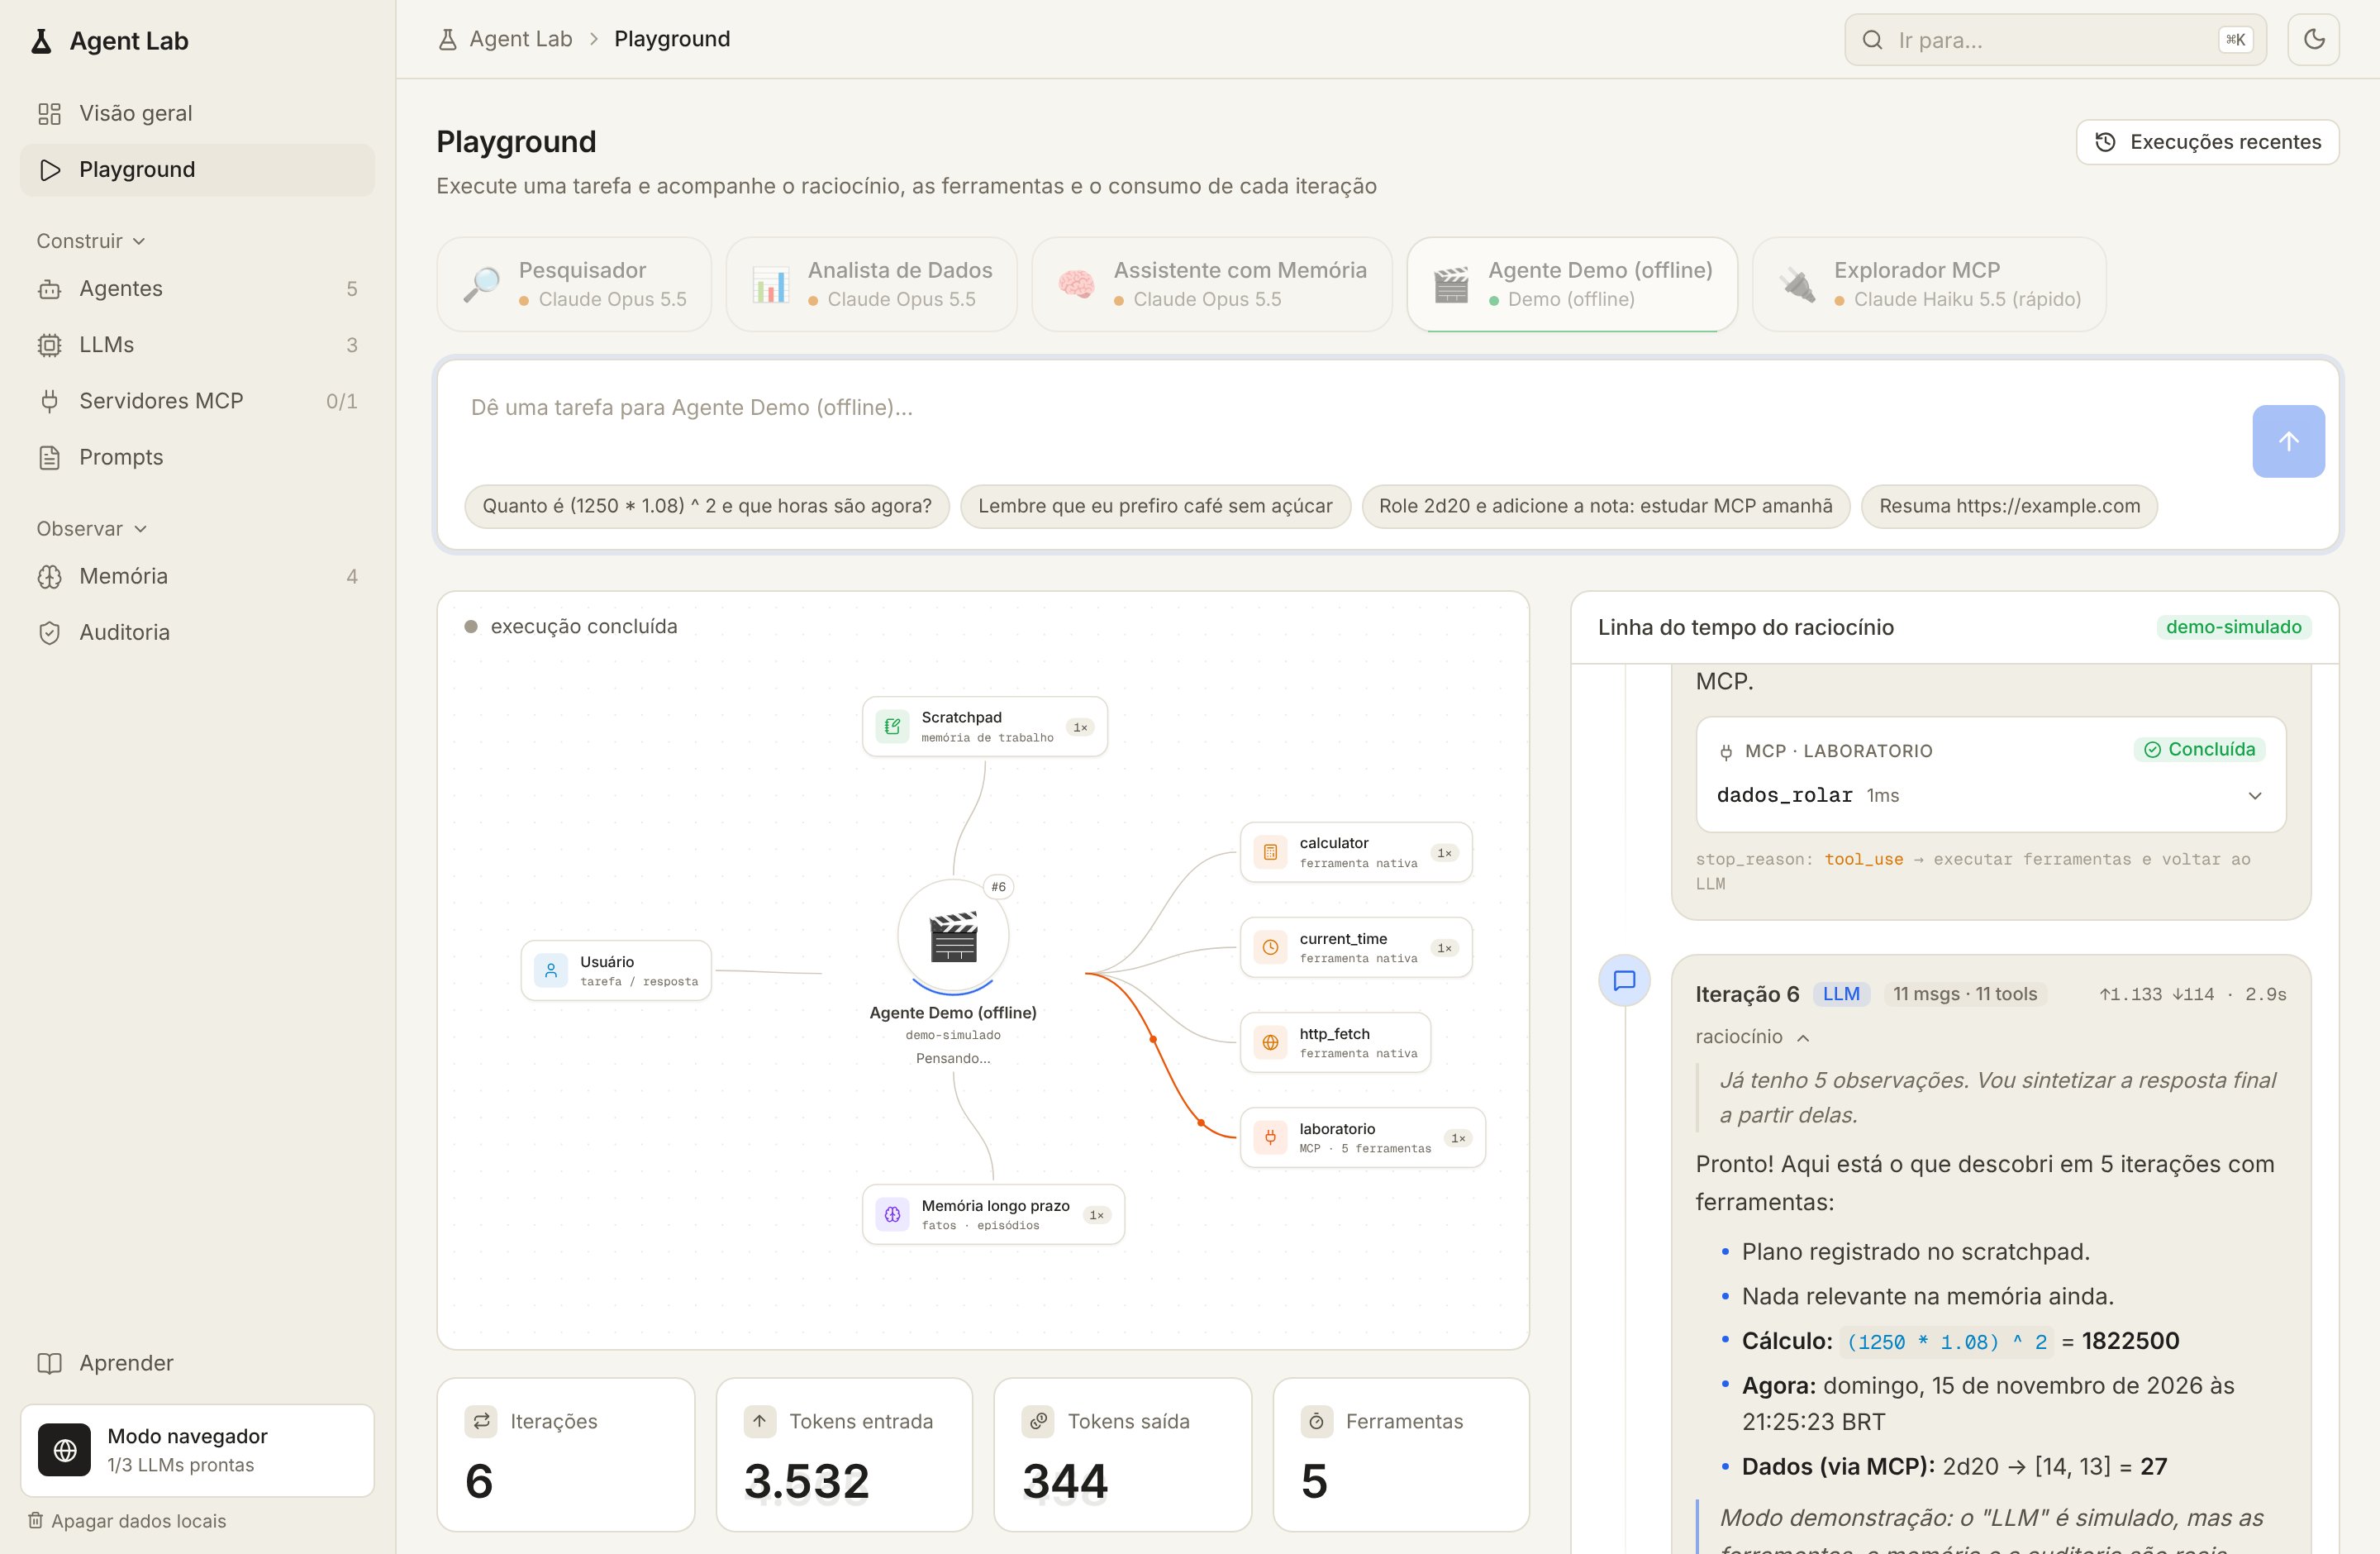 Agent Lab
Visão geral
Playground
Construir
Agentes 5
LLMs 3
Servidores MCP 0/1
Prompts
Observar
Memória 4
Auditoria
Aprender
Modo navegador
1/3 LLMs prontas
Apagar dados locais
Agent Lab > Playground
Ir para... ⌘K
Playground
Execuções recentes
Execute uma tarefa e acompanhe o raciocínio, as ferramentas e o consumo de cada iteração
Pesquisador
Claude Opus 5.5
Analista de Dados
Claude Opus 5.5
Assistente com Memória
Claude Opus 5.5
Agente Demo (offline)
Demo (offline)
Explorador MCP
Claude Haiku 5.5 (rápido)
Dê uma tarefa para Agente Demo (offline)...
Quanto é (1250 * 1.08) ^ 2 e que horas são agora?
Lembre que eu prefiro café sem açúcar
Role 2d20 e adicione a nota: estudar MCP amanhã
Resuma https://example.com
execução concluída
Scratchpad
memória de trabalho
1×
calculator
ferramenta nativa
1×
#6
current_time
ferramenta nativa
1×
Usuário
tarefa / resposta
Agente Demo (offline)
demo-simulado
Pensando...
http_fetch
ferramenta nativa
laboratorio
MCP · 5 ferramentas
1×
Memória longo prazo
fatos · episódios
1×
Iterações
6
Tokens entrada
3.532
Tokens saída
344
Ferramentas
5
Linha do tempo do raciocínio
demo-simulado
MCP.
MCP · LABORATORIO
Concluída
dados_rolar 1ms
stop_reason: tool_use → executar ferramentas e voltar ao
LLM
Iteração 6 LLM 11 msgs · 11 tools ↑1.133 ↓114 · 2.9s
raciocínio
Já tenho 5 observações. Vou sintetizar a resposta final
a partir delas.
Pronto! Aqui está o que descobri em 5 iterações com
ferramentas:
• Plano registrado no scratchpad.
• Nada relevante na memória ainda.
• Cálculo: (1250 * 1.08) ^ 2 = 1822500
• Agora: domingo, 15 de novembro de 2026 às
21:25:23 BRT
• Dados (via MCP): 2d20 → [14, 13] = 27
Modo demonstração: o "LLM" é simulado, mas as